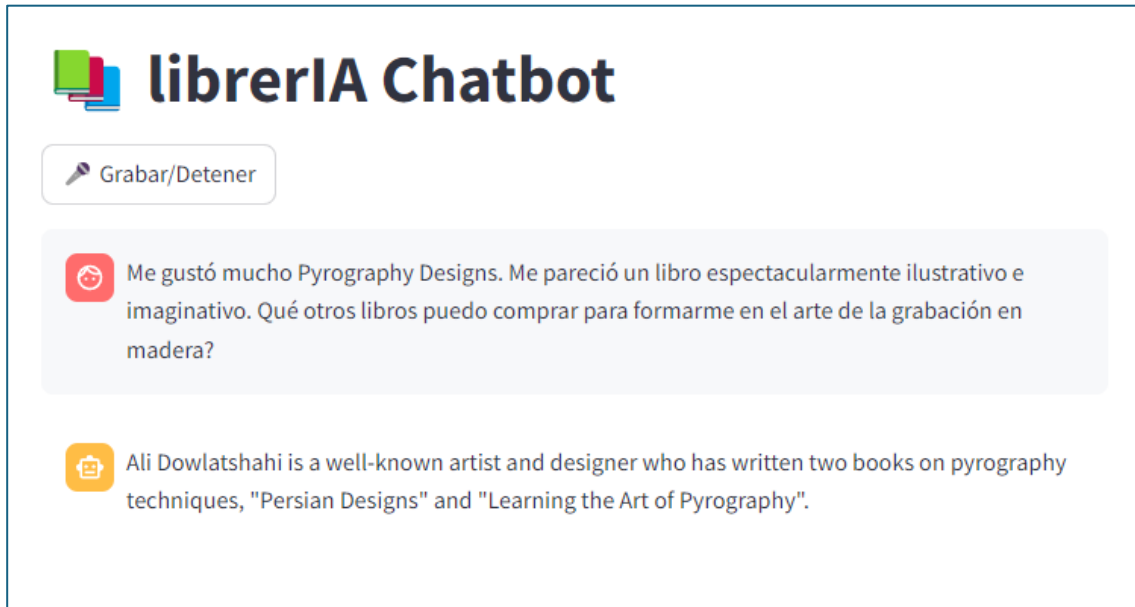 librerIA Chatbot
Grabar/Detener
Me gustó mucho Pyrography Designs. Me pareció un libro espectacularmente ilustrativo e
imaginativo. Qué otros libros puedo comprar para formarme en el arte de la grabación en
madera?
Ali Dowlatshahi is a well-known artist and designer who has written two books on pyrography
techniques, "Persian Designs" and "Learning the Art of Pyrography".